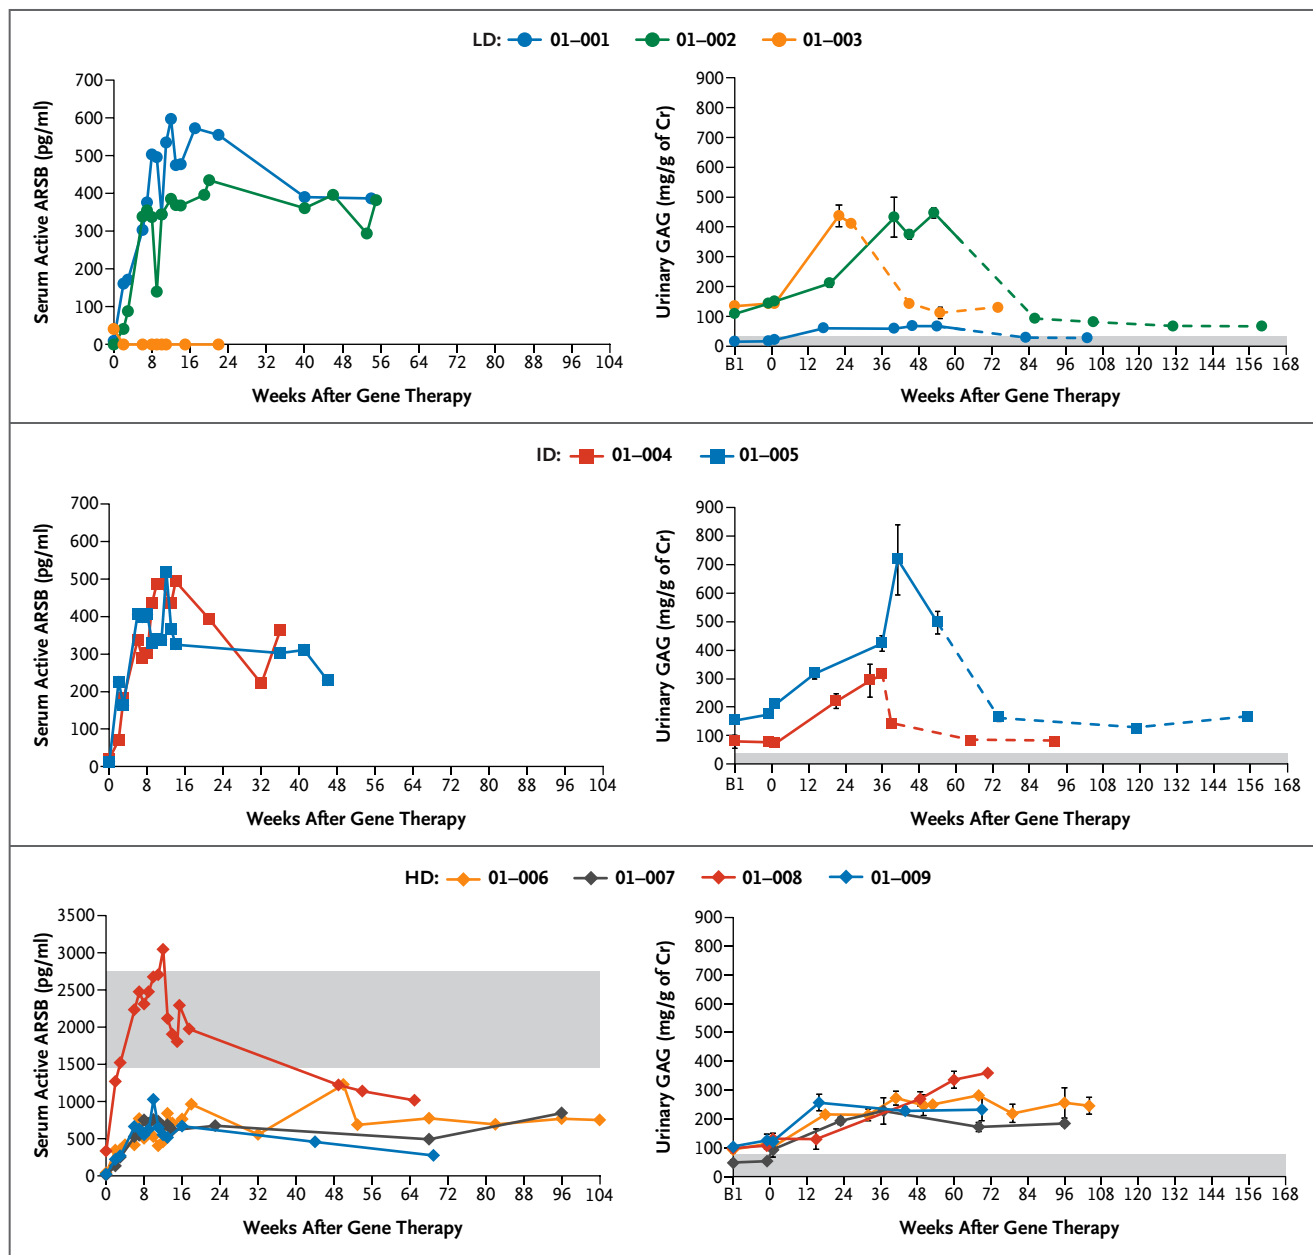 LD: 01–001 01–002 01–003
Serum Active ARSB (pg/ml)
700
600
500
400
300
200
100
0
0 8 16 24 32 40 48 56 64 72 80 88 96 104
Weeks After Gene Therapy
Urinary GAG (mg/g of Cr)
900
800
700
600
500
400
300
200
100
0
B1 0 12 24 36 48 60 72 84 96 108 120 132 144 156 168
Weeks After Gene Therapy
ID: 01–004 01–005
Serum Active ARSB (pg/ml)
700
600
500
400
300
200
100
0
0 8 16 24 32 40 48 56 64 72 80 88 96 104
Weeks After Gene Therapy
Urinary GAG (mg/g of Cr)
900
800
700
600
500
400
300
200
100
0
B1 0 12 24 36 48 60 72 84 96 108 120 132 144 156 168
Weeks After Gene Therapy
HD: 01–006 01–007 01–008 01–009
Serum Active ARSB (pg/ml)
3500
3000
2500
2000
1500
1000
500
0
0 8 16 24 32 40 48 56 64 72 80 88 96 104
Weeks After Gene Therapy
Urinary GAG (mg/g of Cr)
900
800
700
600
500
400
300
200
100
0
B1 0 12 24 36 48 60 72 84 96 108 120 132 144 156 168
Weeks After Gene Therapy